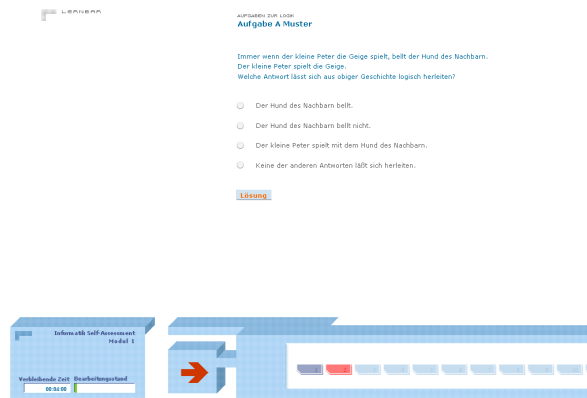 LERNBAR
AUFGABEN ZUR LOGIK
Aufgabe A Muster
Immer wenn der kleine Peter die Geige spielt, bellt der Hund des Nachbarn.
Der kleine Peter spielt die Geige.
Welche Antwort lässt sich aus obiger Geschichte logisch herleiten?
Der Hund des Nachbarn bellt.
Der Hund des Nachbarn bellt nicht.
Der kleine Peter spielt mit dem Hund des Nachbarn.
Keine der anderen Antworten läßt sich herleiten.
Lösung
Informatik Self-Assessment
Modul 1
Verbleibende Zeit Bearbeitungsstand
00:04:00